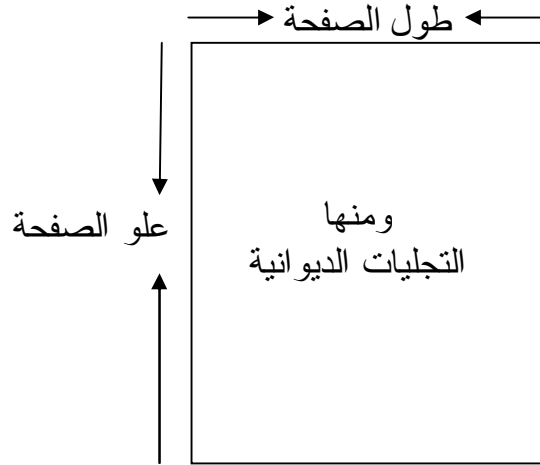 طول الصفحة
علو الصفحة
ومنها
التجليات الديوانية